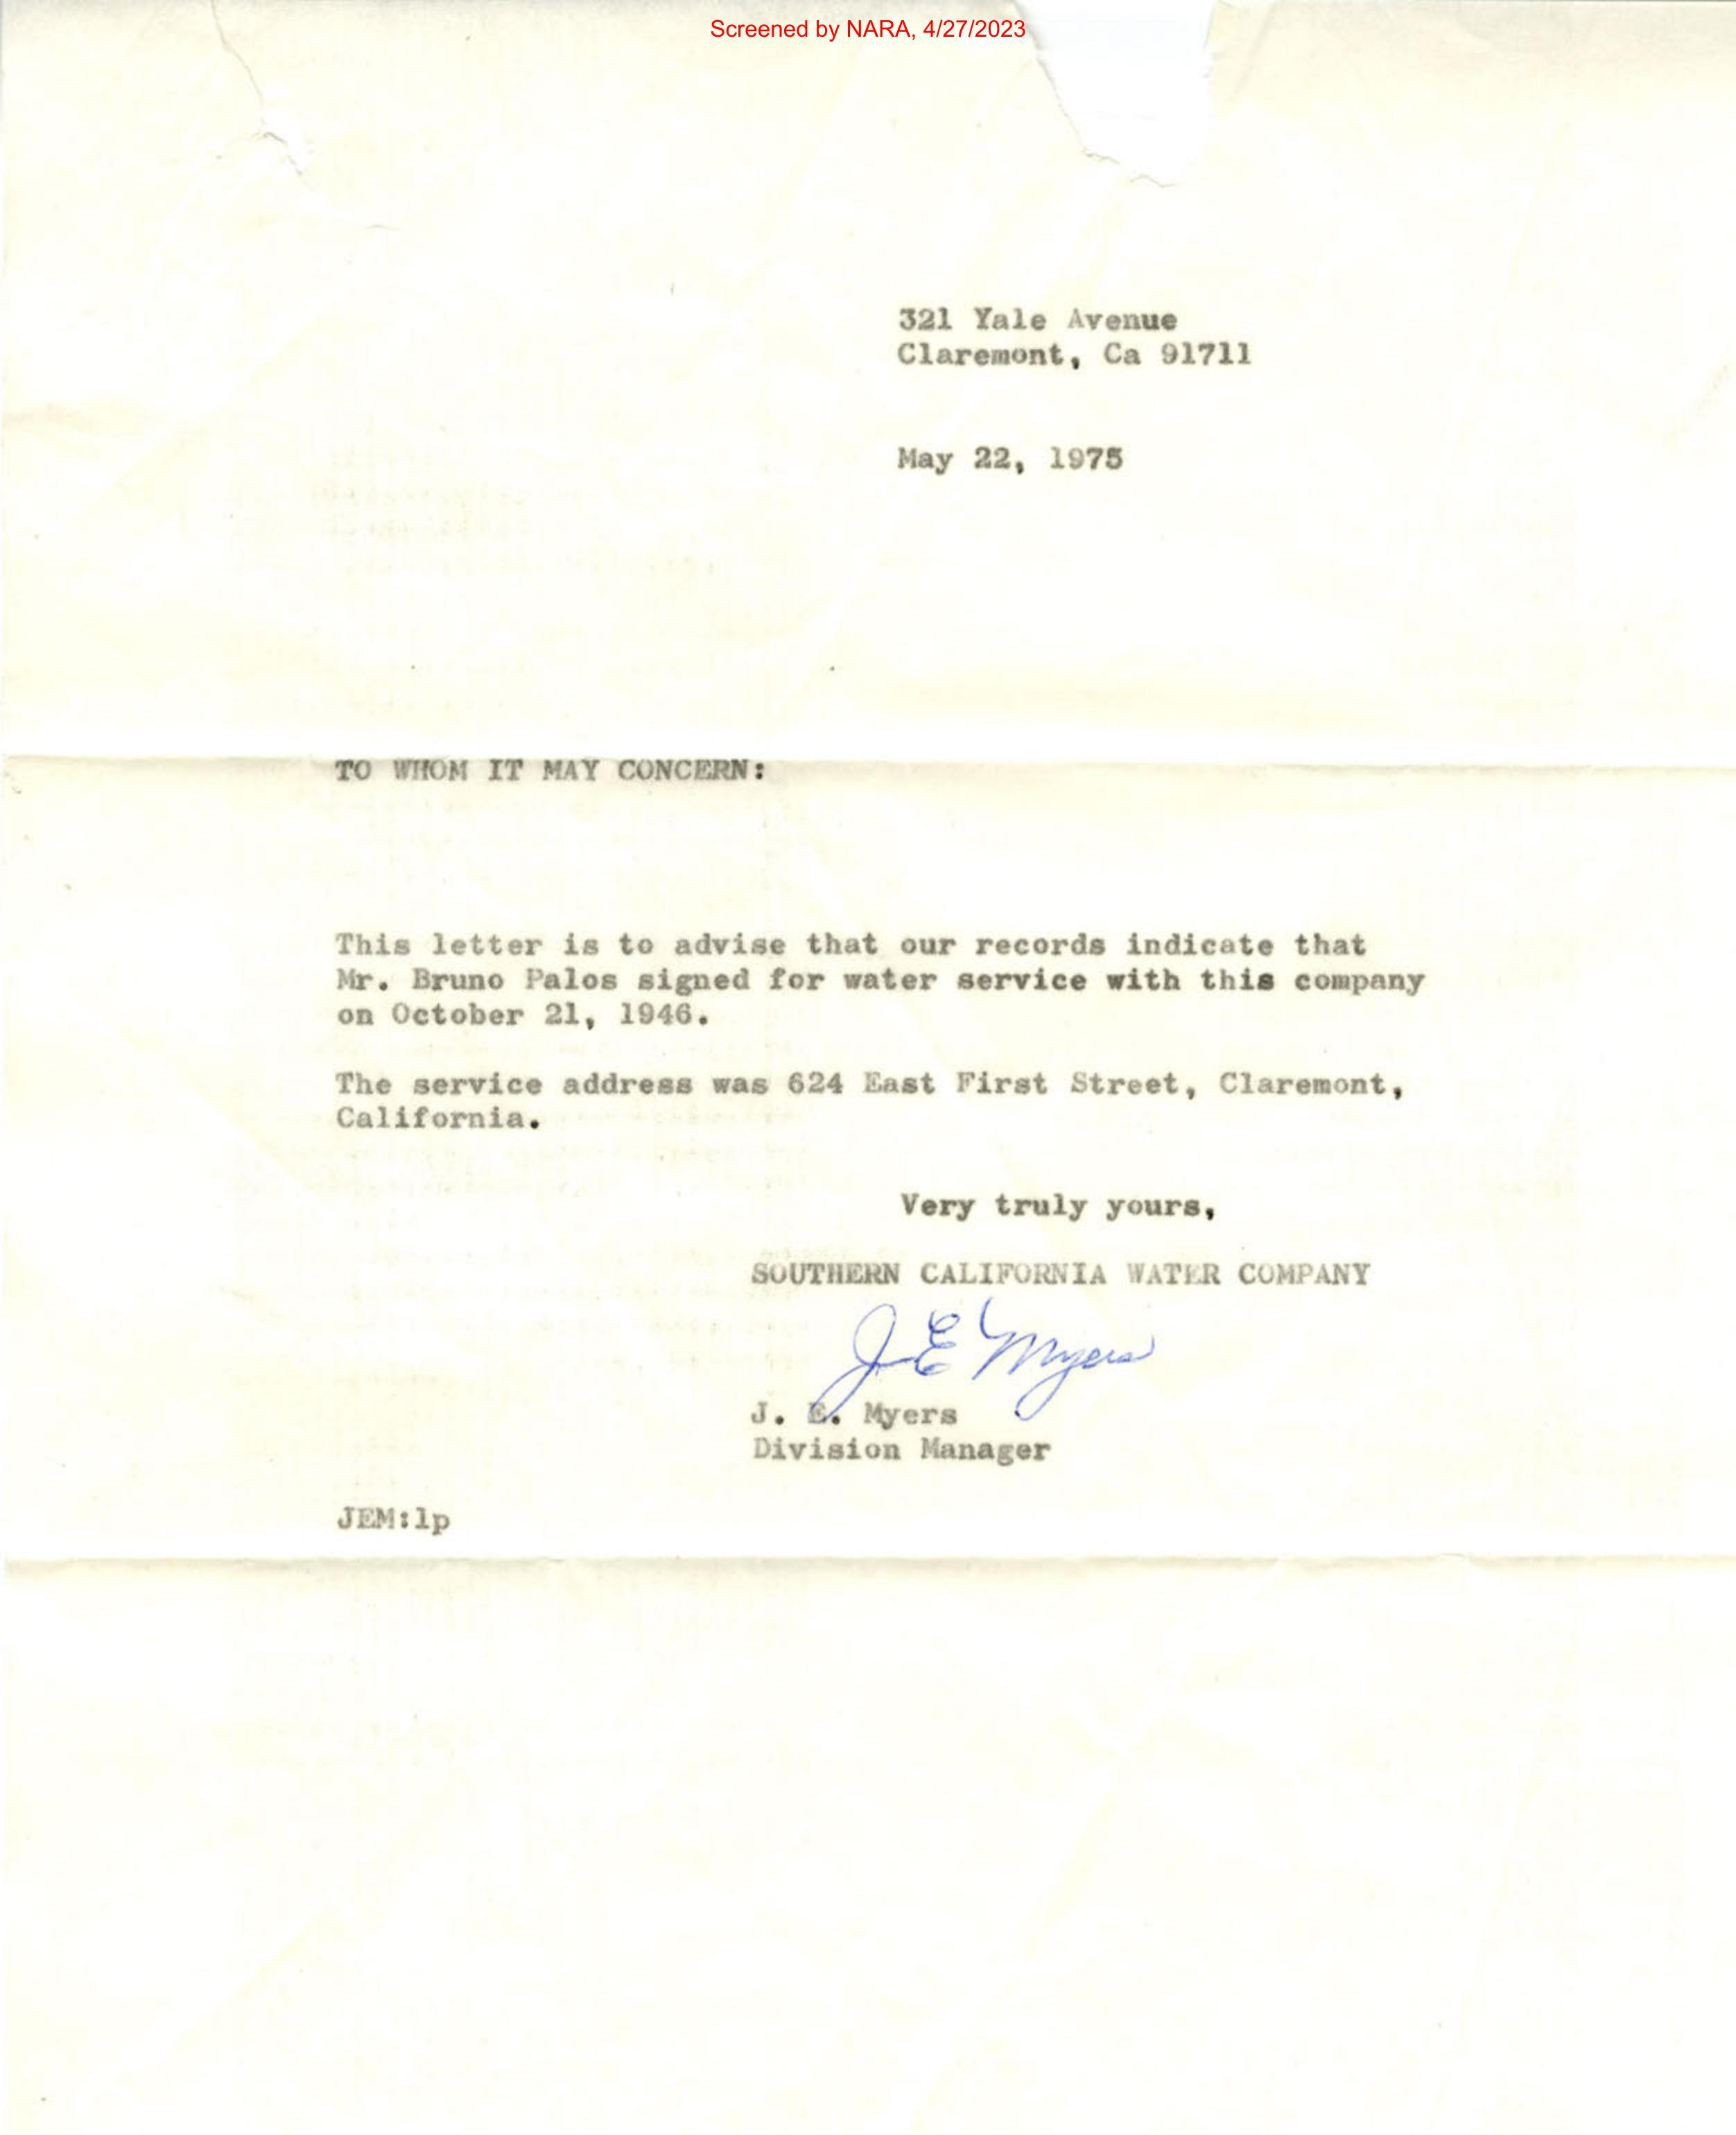 Screened by NARA, 4/27/2023
321 Yale Avenue
Claremont, Ca 91711
May 22, 1975
TO WHOM IT MAY CONCERN:
This letter is to advise that our records indicate that
Mr. Bruno Palos signed for water service with this company
on October 21, 1946.
The service address was 624 East First Street, Claremont,
California.
Very truly yours,
SOUTHERN CALIFORNIA WATER COMPANY
J E Myers
J. E. Myers
Division Manager
JEM:lp